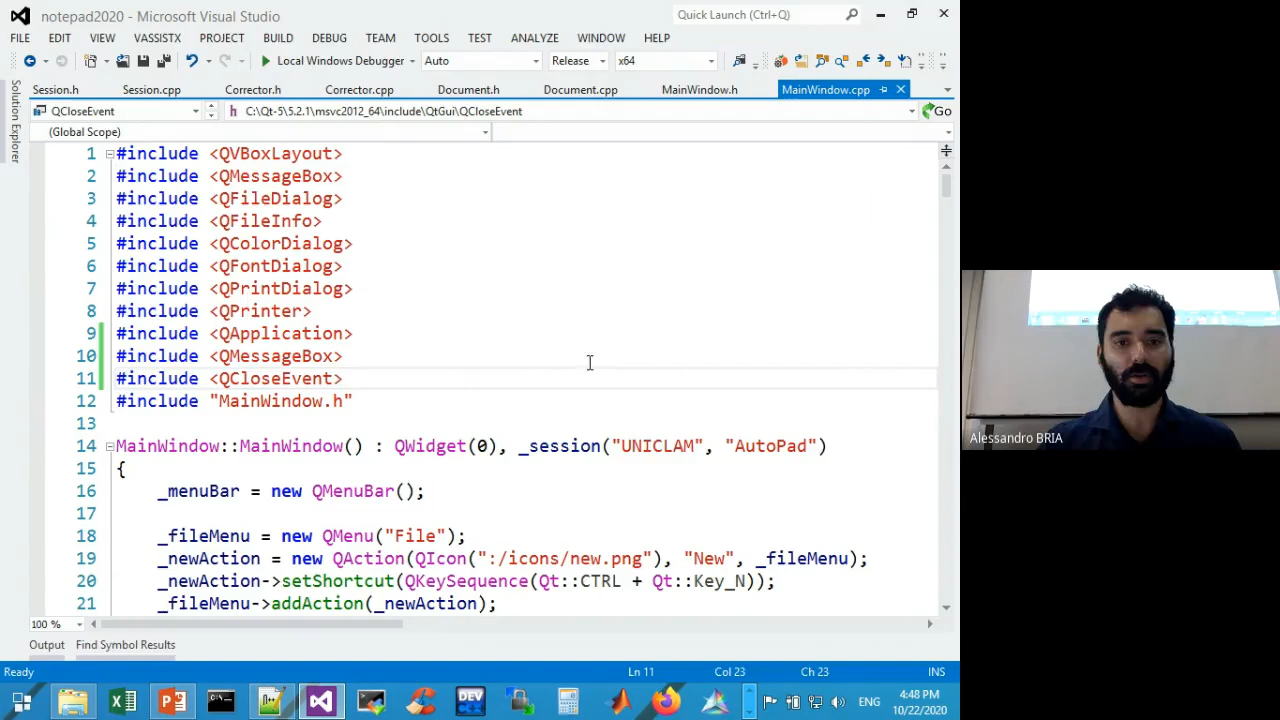 notepad2020 - Microsoft Visual Studio
Quick Launch (Ctrl+Q)
FILE EDIT VIEW VASSISTX PROJECT BUILD DEBUG TEAM TOOLS TEST ANALYZE WINDOW HELP
Local Windows Debugger Auto Release x64
Solution Explorer
Session.h Session.cpp Corrector.h Corrector.cpp Document.h Document.cpp MainWindow.h MainWindow.cpp
QCloseEvent C:\Qt-5\5.2.1\msvc2012_64\include\QtGui\QCloseEvent Go
(Global Scope)
1 #include <QVBoxLayout>
2 #include <QMessageBox>
3 #include <QFileDialog>
4 #include <QFileInfo>
5 #include <QColorDialog>
6 #include <QFontDialog>
7 #include <QPrintDialog>
8 #include <QPrinter>
9 #include <QApplication>
10 #include <QMessageBox>
11 #include <QCloseEvent>
12 #include "MainWindow.h"
13
14 MainWindow::MainWindow() : QWidget(0), _session("UNICLAM", "AutoPad")
15 {
16 _menuBar = new QMenuBar();
17
18 _fileMenu = new QMenu("File");
19 _newAction = new QAction(QIcon(":/icons/new.png"), "New", _fileMenu);
20 _newAction->setShortcut(QKeySequence(Qt::CTRL + Qt::Key_N));
21 _fileMenu->addAction(_newAction);
100 %
Output Find Symbol Results
Ready Ln 11 Col 23 Ch 23 INS
DEV
ENG
4:48 PM
10/22/2020
Alessandro BRIA